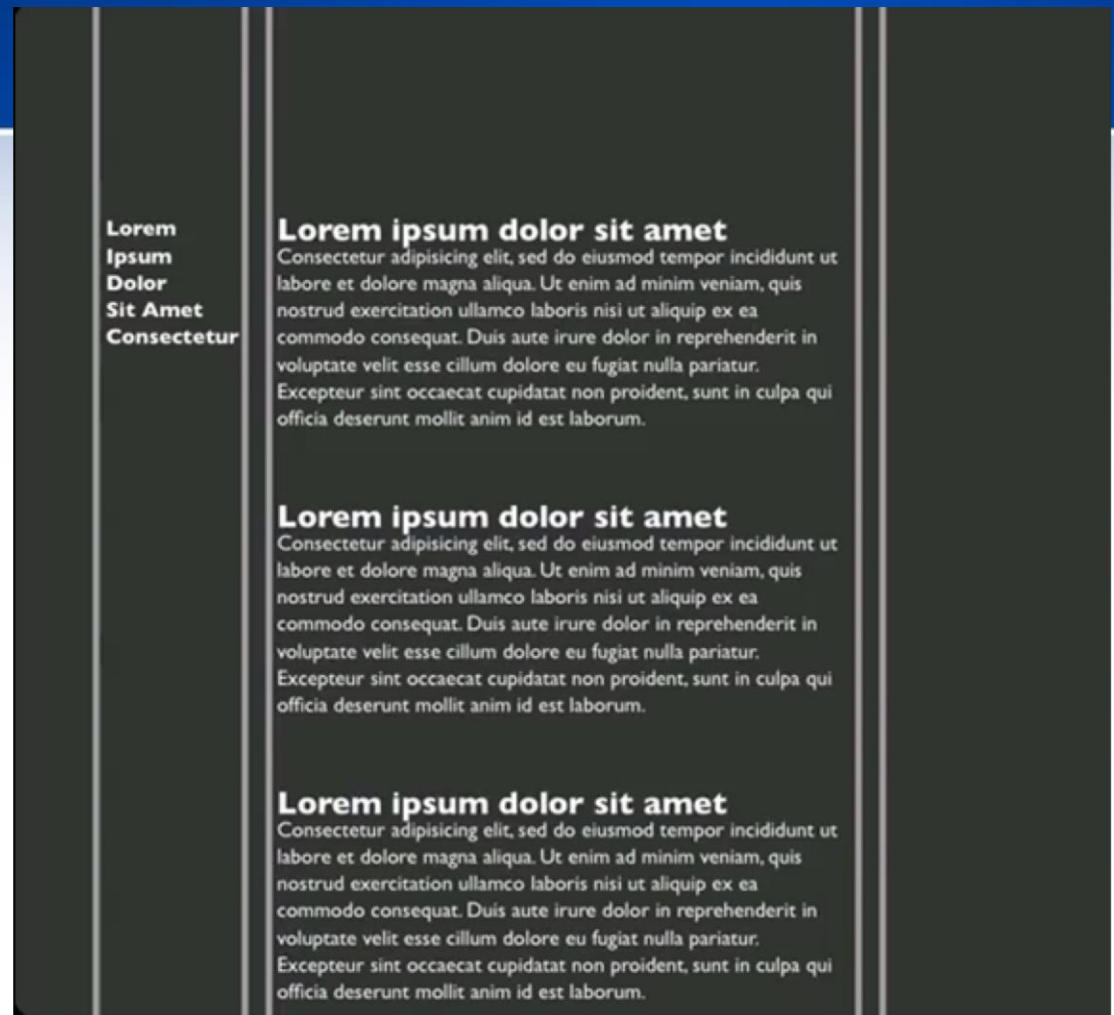 Lorem
Ipsum
Dolor
Sit Amet
Consectetur
Lorem ipsum dolor sit amet
Consectetur adipisicing elit, sed do eiusmod tempor incididunt ut
labore et dolore magna aliqua. Ut enim ad minim veniam, quis
nostrud exercitation ullamco laboris nisi ut aliquip ex ea
commodo consequat. Duis aute irure dolor in reprehenderit in
voluptate velit esse cillum dolore eu fugiat nulla pariatur.
Excepteur sint occaecat cupidatat non proident, sunt in culpa qui
officia deserunt mollit anim id est laborum.
Lorem ipsum dolor sit amet
Consectetur adipisicing elit, sed do eiusmod tempor incididunt ut
labore et dolore magna aliqua. Ut enim ad minim veniam, quis
nostrud exercitation ullamco laboris nisi ut aliquip ex ea
commodo consequat. Duis aute irure dolor in reprehenderit in
voluptate velit esse cillum dolore eu fugiat nulla pariatur.
Excepteur sint occaecat cupidatat non proident, sunt in culpa qui
officia deserunt mollit anim id est laborum.
Lorem ipsum dolor sit amet
Consectetur adipisicing elit, sed do eiusmod tempor incididunt ut
labore et dolore magna aliqua. Ut enim ad minim veniam, quis
nostrud exercitation ullamco laboris nisi ut aliquip ex ea
commodo consequat. Duis aute irure dolor in reprehenderit in
voluptate velit esse cillum dolore eu fugiat nulla pariatur.
Excepteur sint occaecat cupidatat non proident, sunt in culpa qui
officia deserunt mollit anim id est laborum.